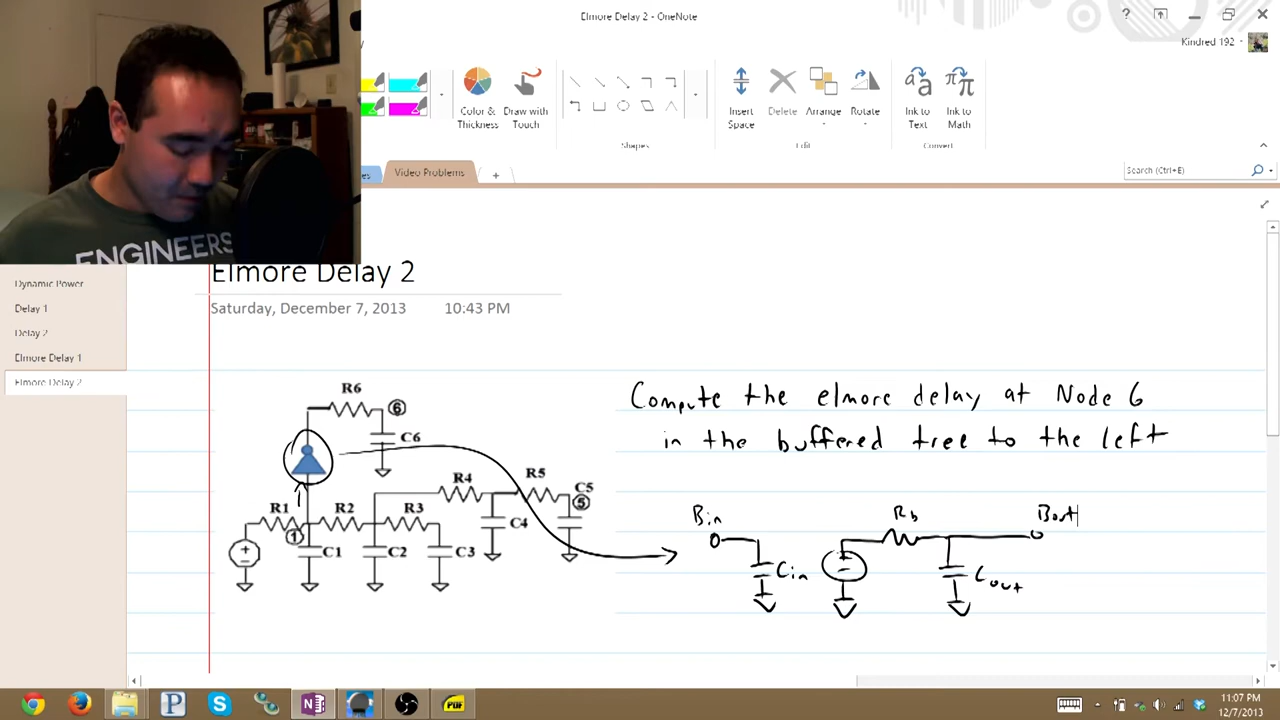 Elmore Delay 2 - OneNote
?
Kindred 192
Color & Thickness
Draw with Touch
Insert Space
Delete
Arrange
Rotate
Ink to Text
Ink to Math
Shapes
Edit
Convert
Video Problems
+
Search (Ctrl+E)
ENGINEERS
Elmore Delay 2
Saturday, December 7, 2013 10:43 PM
Dynamic Power
Delay 1
Delay 2
Elmore Delay 1
Elmore Delay 2
Compute the elmore delay at Node 6
in the buffered tree to the left
R6
6
C6
R4
R5
C5
5
R1
R2
R3
C4
1
C1
C2
C3
Bin
Rb
Bout
Cin
Cout
PDF
11:07 PM
12/7/2013